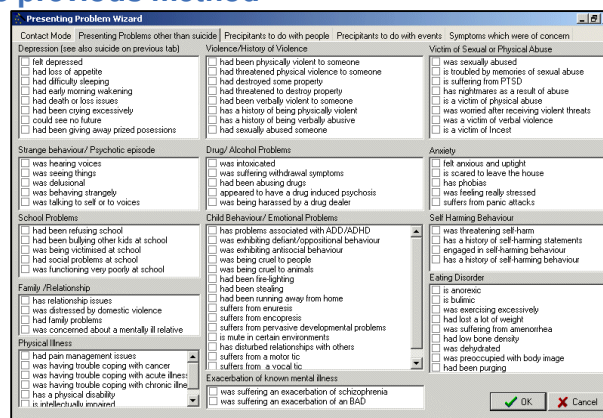 previous method
Presenting Problem Wizard
Contact Mode
Presenting Problems other than suicide
Precipitants to do with people
Precipitants to do with events
Symptoms which were of concern
Depression (see also suicide on previous tab)
felt depressed
had loss of appetite
had difficulty sleeping
had early morning wakening
had death or loss issues
had been crying excessively
could see no future
had been giving away prized posessions
Violence/History of Violence
had been physically violent to someone
had threatened physical violence to someone
had destroyed some property
had threatened to destroy property
had been verbally violent to someone
has a history of being physically violent
has a history of being verbally abusive
had sexually abused someone
Victim of Sexual or Physical Abuse
was sexually abused
is troubled by memories of sexual abuse
is suffering from PTSD
has nightmares as a result of abuse
is a victim of physical abuse
was worried after receiving violent threats
was a victim of verbal violence
is a victim of Incest
Strange behaviour/ Psychotic episode
was hearing voices
was seeing things
was delusional
was behaving strangely
was talking to self or to voices
Drug/ Alcohol Problems
was intoxicated
was suffering withdrawal symptoms
had been abusing drugs
appeared to have a drug induced psychosis
was being harassed by a drug dealer
Anxiety
felt anxious and uptight
is scared to leave the house
has phobias
was feeling really stressed
suffers from panic attacks
School Problems
had been refusing school
had been bullying other kids at school
was being victimised at school
had social problems at school
was functioning very poorly at school
Child Behaviour/ Emotional Problems
has problems associated with ADD/ADHD
was exhibiting defiant/oppositional behaviour
was exhibiting antisocial behaviour
was being cruel to people
was being cruel to animals
had been fire-lighting
had been stealing
had been running away from home
suffers from enuresis
suffers from encopresis
suffers from pervasive developmental problems
is mute in certain environments
has disturbed relationships with others
suffers from a motor tic
suffers from a vocal tic
Self Harming Behaviour
was threatening self-harm
has a history of self-harming statements
engaged in self-harming behaviour
has a history of self-harming behaviour
Family /Relationship
has relationship issues
was distressed by domestic violence
had family problems
was concerned about a mentally ill relative
Eating Disorder
is anorexic
is bulimic
was exercising excessively
had lost a lot of weight
was suffering from amenorrhea
had low bone density
was dehydrated
was preoccupied with body image
had been purging
Physical Illness
had pain management issues
was having trouble coping with cancer
was having trouble coping with acute illness
was having trouble coping with chronic illnes
has a physical disability
is intellectually impaired
Exacerbation of known mental illness
was suffering an exacerbation of schizophrenia
was suffering an exacerbation of an BAD
OK
Cancel